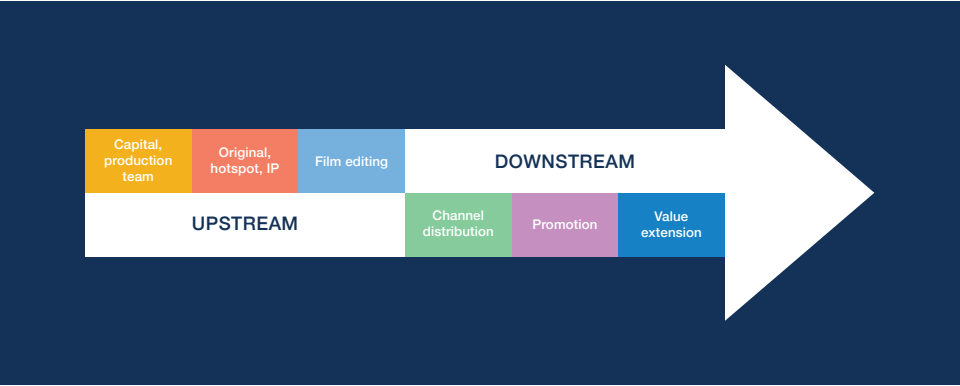 Capital,
production
team
Original,
hotspot, IP
Film editing
DOWNSTREAM
UPSTREAM
Channel
distribution
Promotion
Value
extension